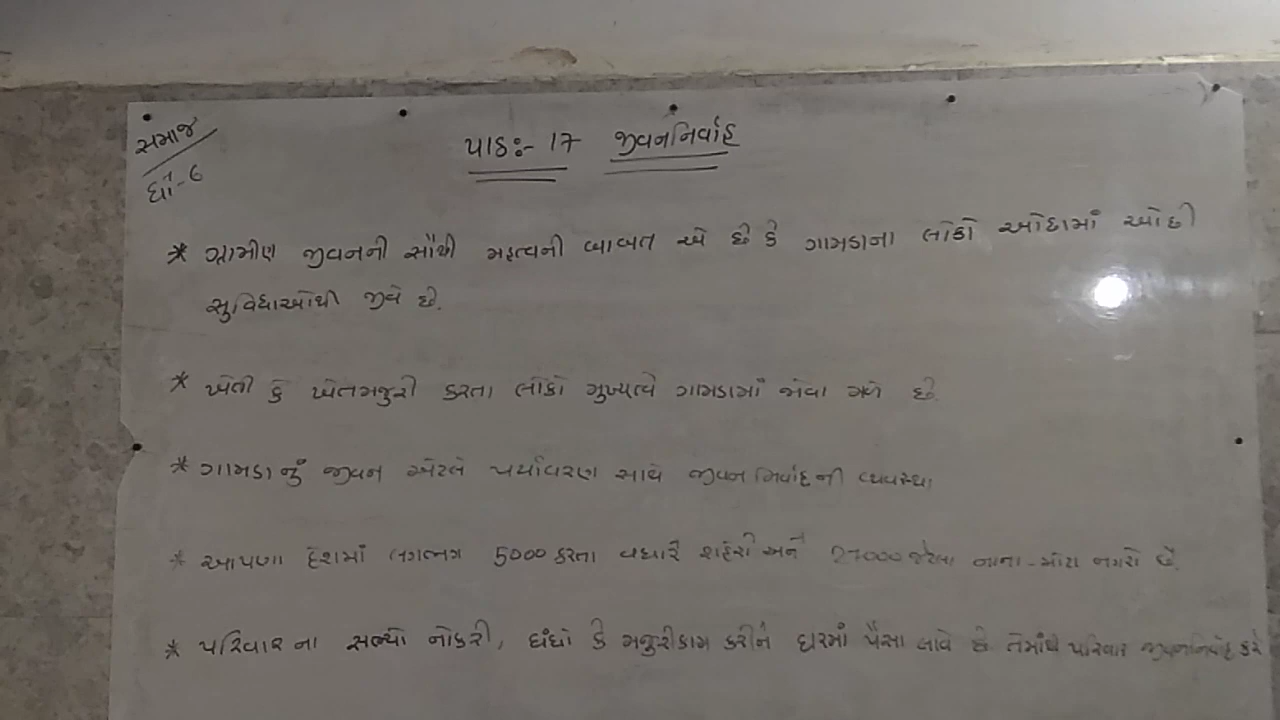 સમાજ
ધો-6
પાઠઃ- 17 જીવનનિર્વાહ
* ગ્રામીણ જીવનની સૌથી મહત્વની બાબત એ છે કે ગામડાના લોકો ઓછામાં ઓછી
સુવિધાઓથી જીવે છે.
* ખેતી કે ખેતમજુરી કરતા લોકો મુખ્યત્વે ગામડામાં જોવા મળે છે.
* ગામડાનું જીવન એટલે પર્યાવરણ સાથે જીવનનિર્વાહની વ્યવસ્થા
* આપણા દેશમાં લગભગ 5000 કરતા વધારે શહેરો અને 27000 જેટલા નાના-મોટા નગરો છે.
* પરિવારના સભ્યો નોકરી, ધંધો કે મજુરીકામ કરીને ઘરમાં પૈસા લાવે છે તેમાંથી પરિવાર જીવનનિર્વાહ કરે